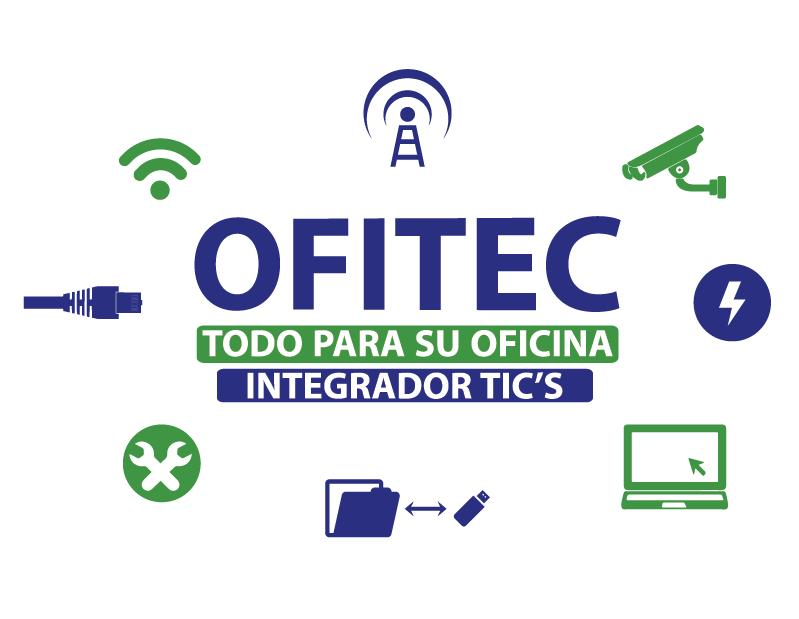 OFITEC
TODO PARA SU OFICINA
INTEGRADOR TIC'S